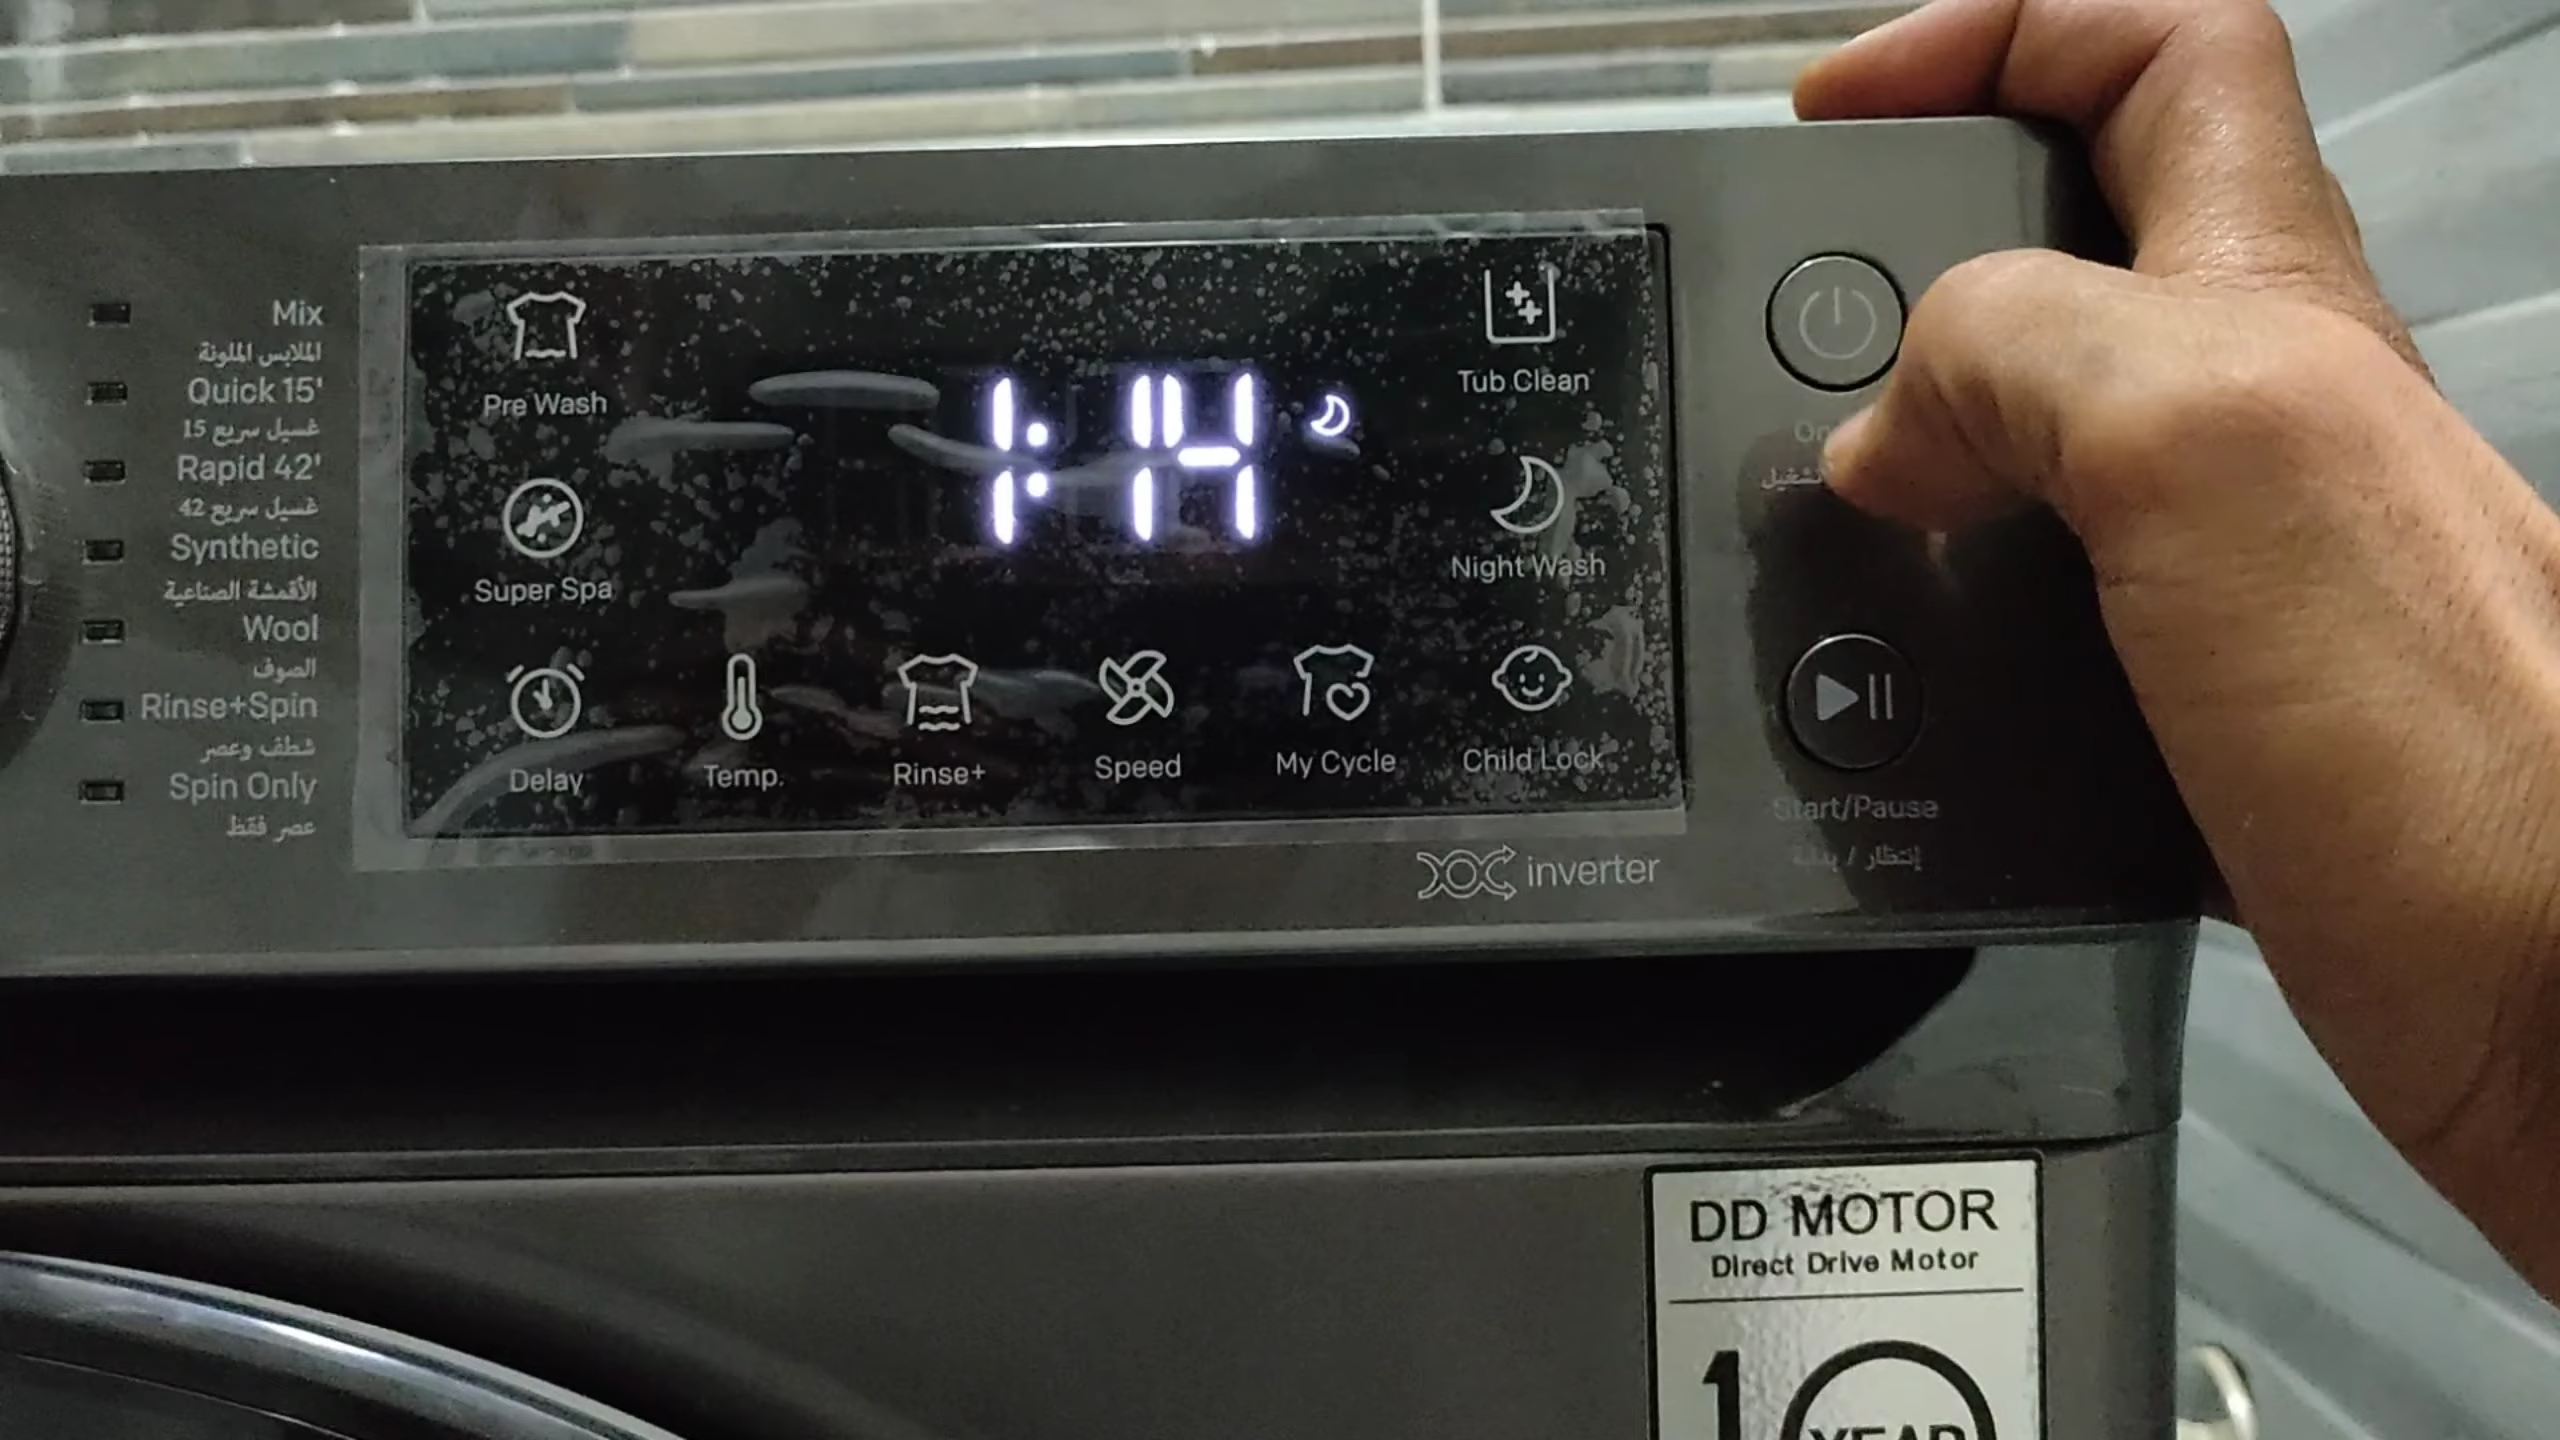 Mix
الملابس الملونة
Quick 15'
غسيل سريع 15
Rapid 42'
غسيل سريع 42
Synthetic
الأقمشة الصناعية
Wool
الصوف
Rinse+Spin
شطف وعصر
Spin Only
عصر فقط
Pre Wash
1:14
Tub Clean
Super Spa
Night Wash
Delay
Temp.
Rinse+
Speed
My Cycle
Child Lock
inverter
Start/Pause
إنتظار / بداية
DD MOTOR
Direct Drive Motor
10
YEAR